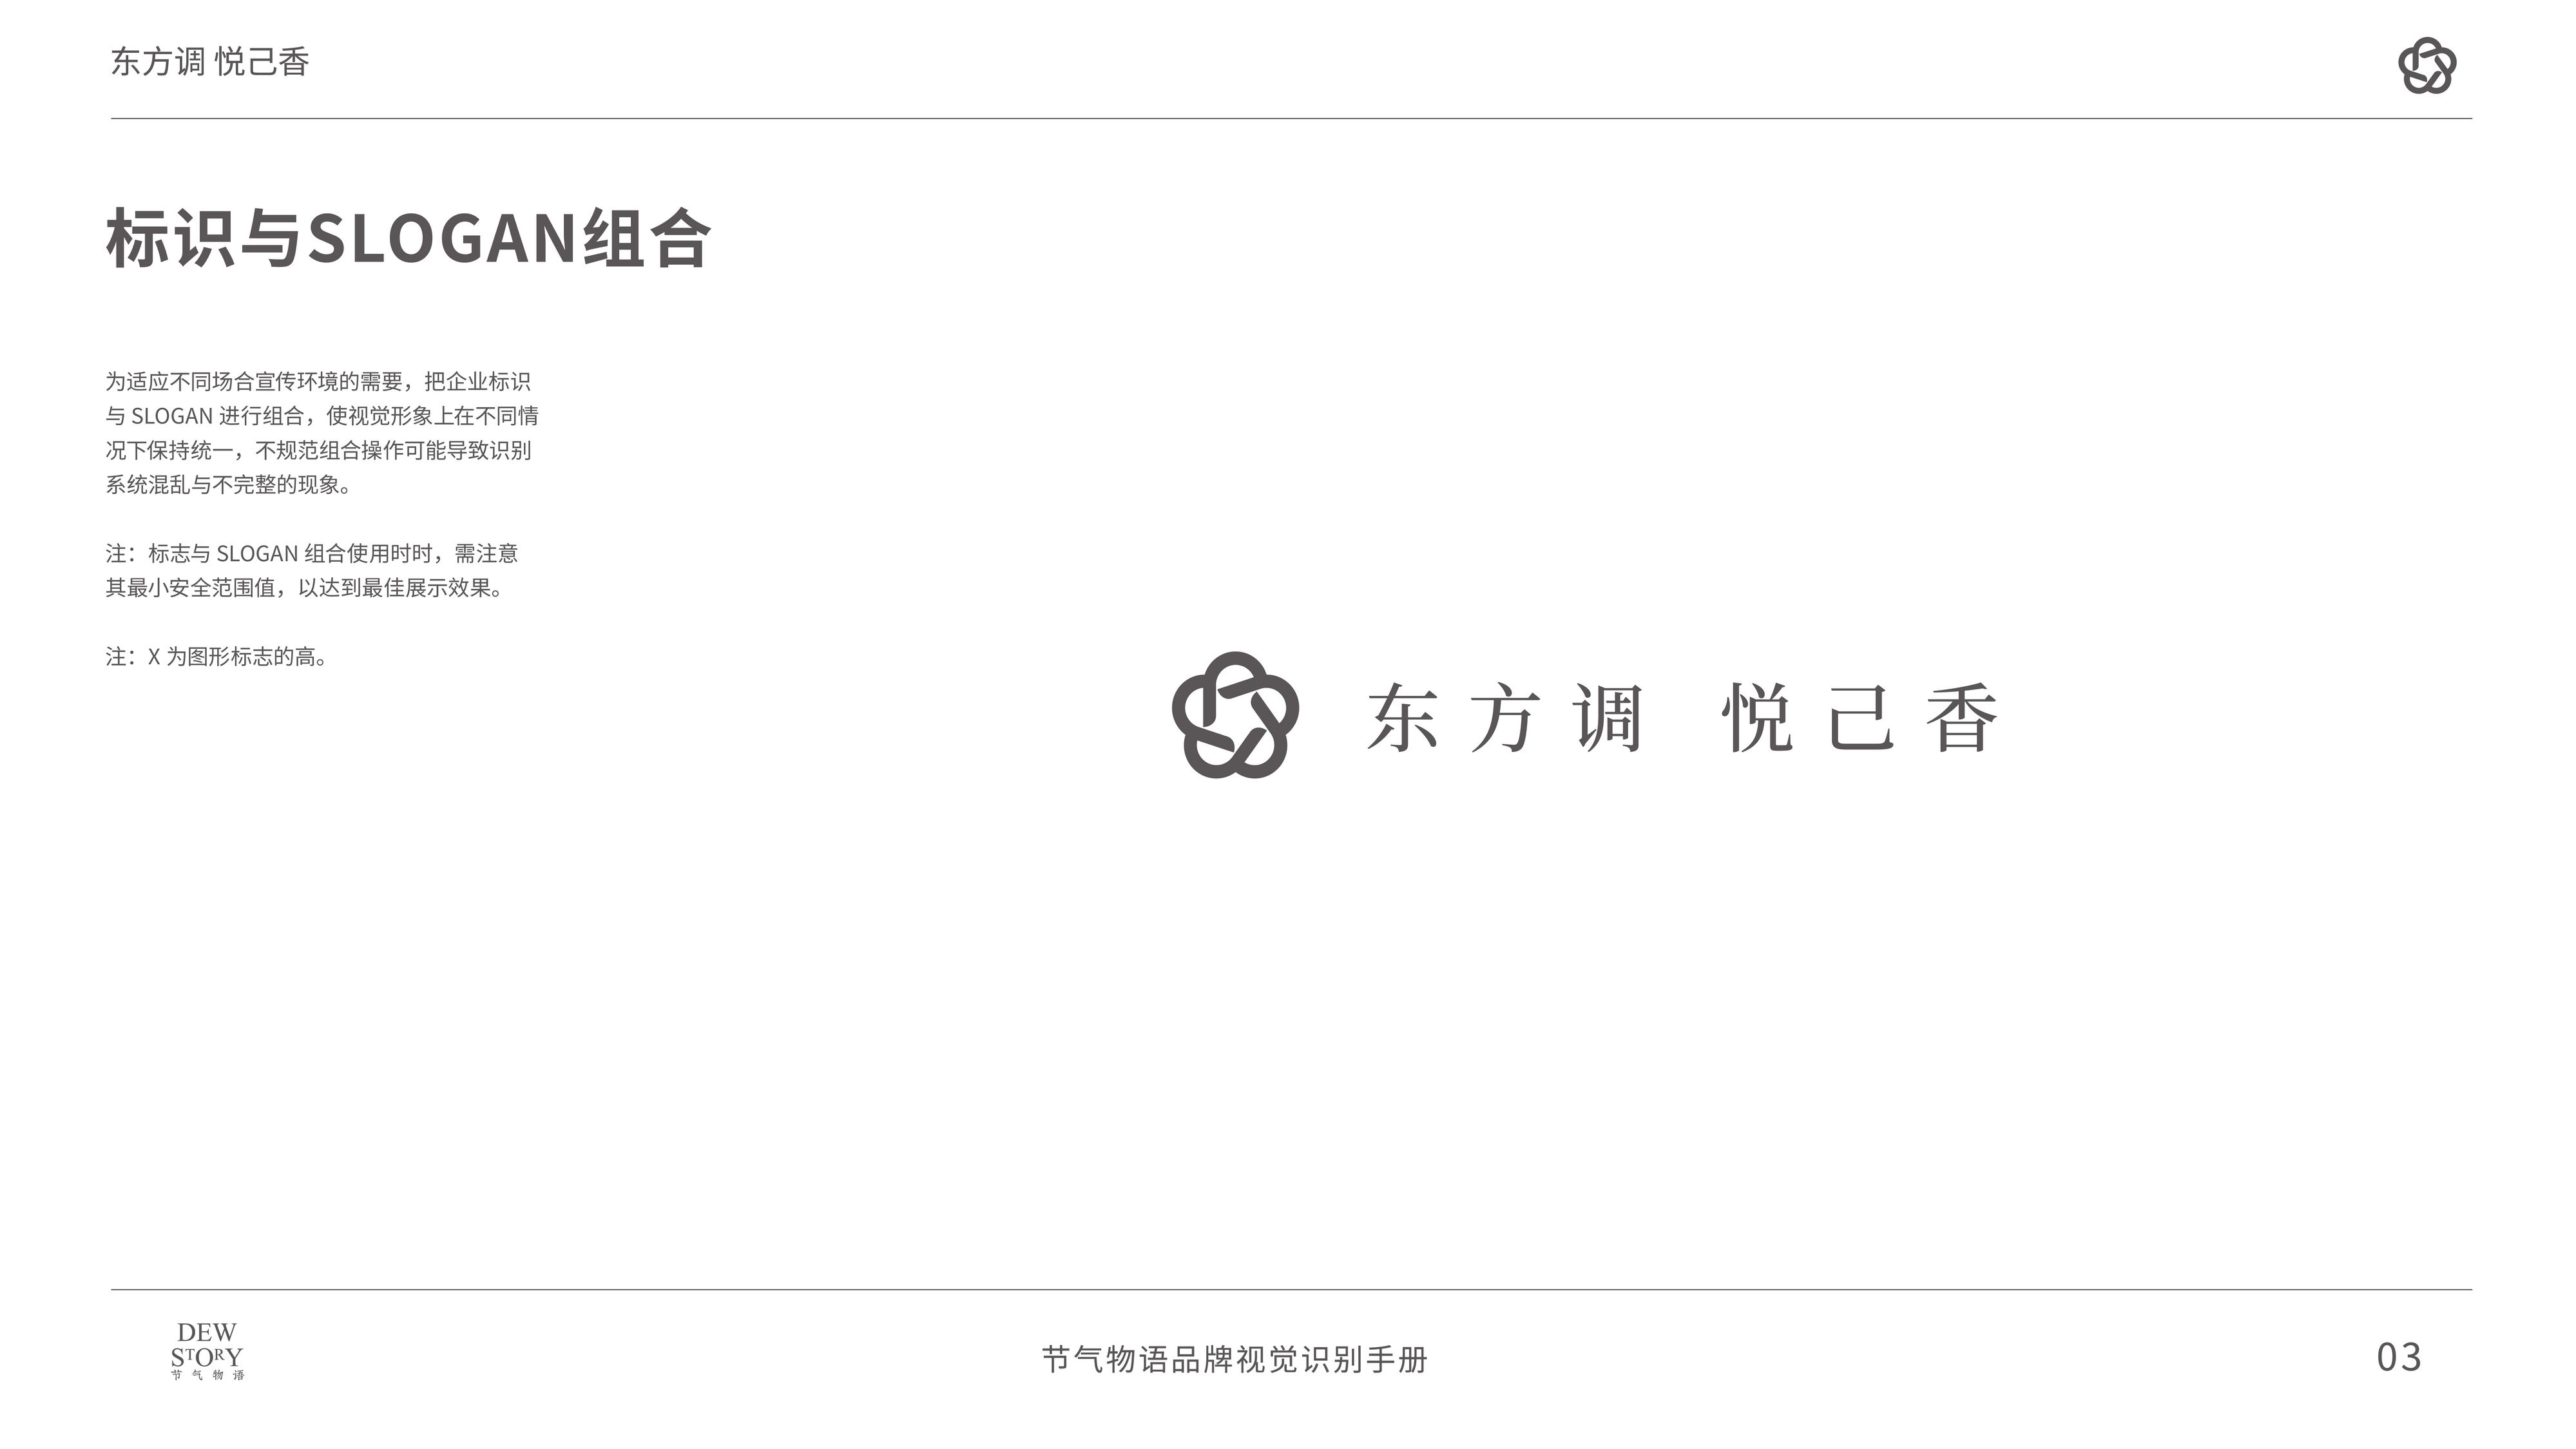 东方调 悦己香
标识与SLOGAN组合
为适应不同场合宣传环境的需要，把企业标识
与 SLOGAN 进行组合，使视觉形象上在不同情
况下保持统一，不规范组合操作可能导致识别
系统混乱与不完整的现象。
注：标志与 SLOGAN 组合使用时时，需注意
其最小安全范围值，以达到最佳展示效果。
注：X 为图形标志的高。
东方调 悦己香
DEW
STORY
节气物语
节气物语品牌视觉识别手册
03